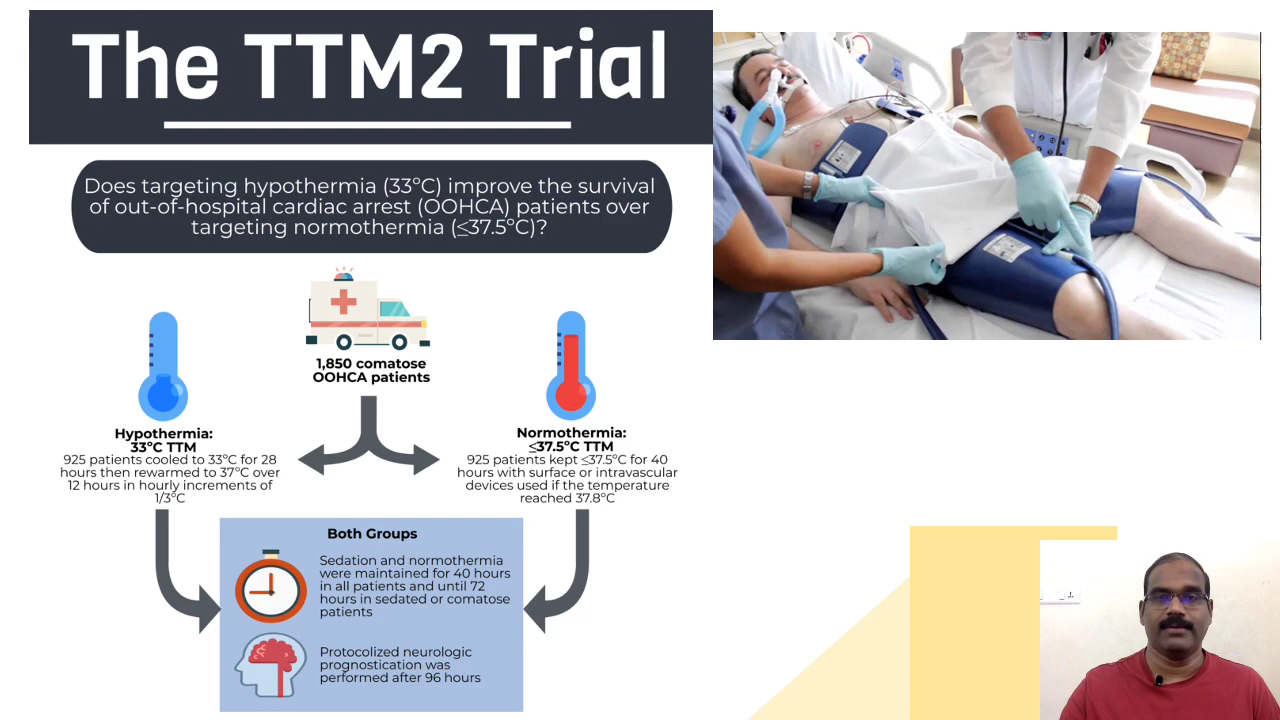 The TTM2 Trial
Does targeting hypothermia (33°C) improve the survival
of out-of-hospital cardiac arrest (OOHCA) patients over
targeting normothermia (≤37.5°C)?
1,850 comatose
OOHCA patients
Hypothermia:
33°C TTM
925 patients cooled to 33°C for 28
hours then rewarmed to 37°C over
12 hours in hourly increments of
1/3°C
Normothermia:
≤37.5°C TTM
925 patients kept ≤37.5°C for 40
hours with surface or intravascular
devices used if the temperature
reached 37.8°C
Both Groups
Sedation and normothermia
were maintained for 40 hours
in all patients and until 72
hours in sedated or comatose
patients
Protocolized neurologic
prognostication was
performed after 96 hours